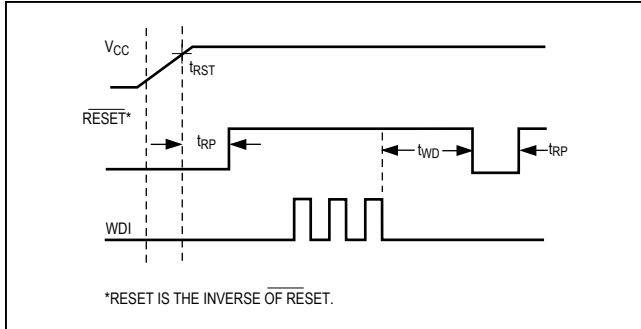 VCC
tRST
RESET*
tRP
tWD
tRP
WDI
*RESET IS THE INVERSE OF RESET.